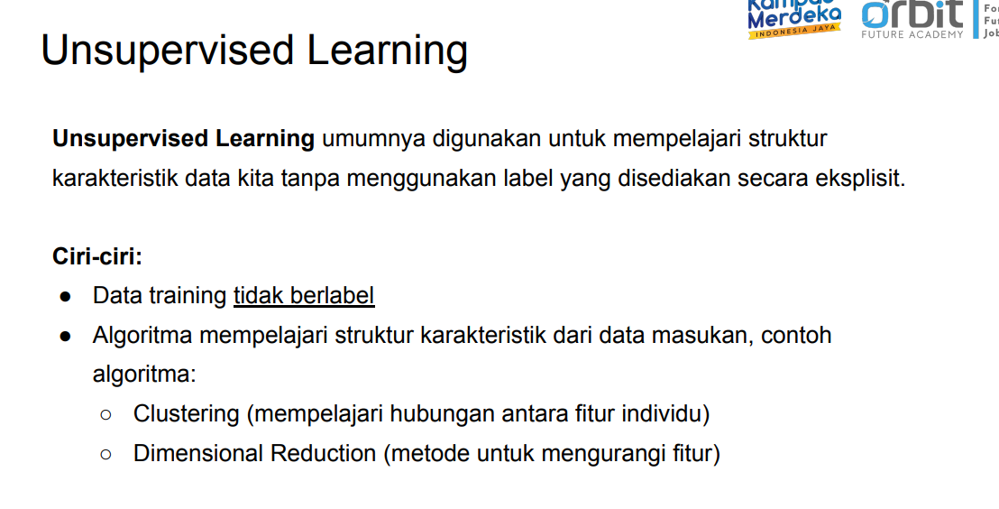 Merdeka
INDONESIA JAYA
orbit
FUTURE ACADEMY
Unsupervised Learning
Unsupervised Learning umumnya digunakan untuk mempelajari struktur
karakteristik data kita tanpa menggunakan label yang disediakan secara eksplisit.
Ciri-ciri:
● Data training tidak berlabel
● Algoritma mempelajari struktur karakteristik dari data masukan, contoh
algoritma:
○ Clustering (mempelajari hubungan antara fitur individu)
○ Dimensional Reduction (metode untuk mengurangi fitur)